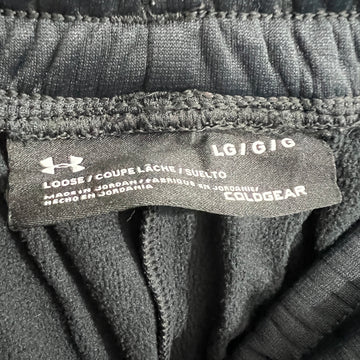 LG / G / G
LOOSE / COUPE LÂCHE / SUELTO
MADE IN JORDAN / FABRIQUÉ EN JORDANIE /
HECHO EN JORDANIA
COLDGEAR